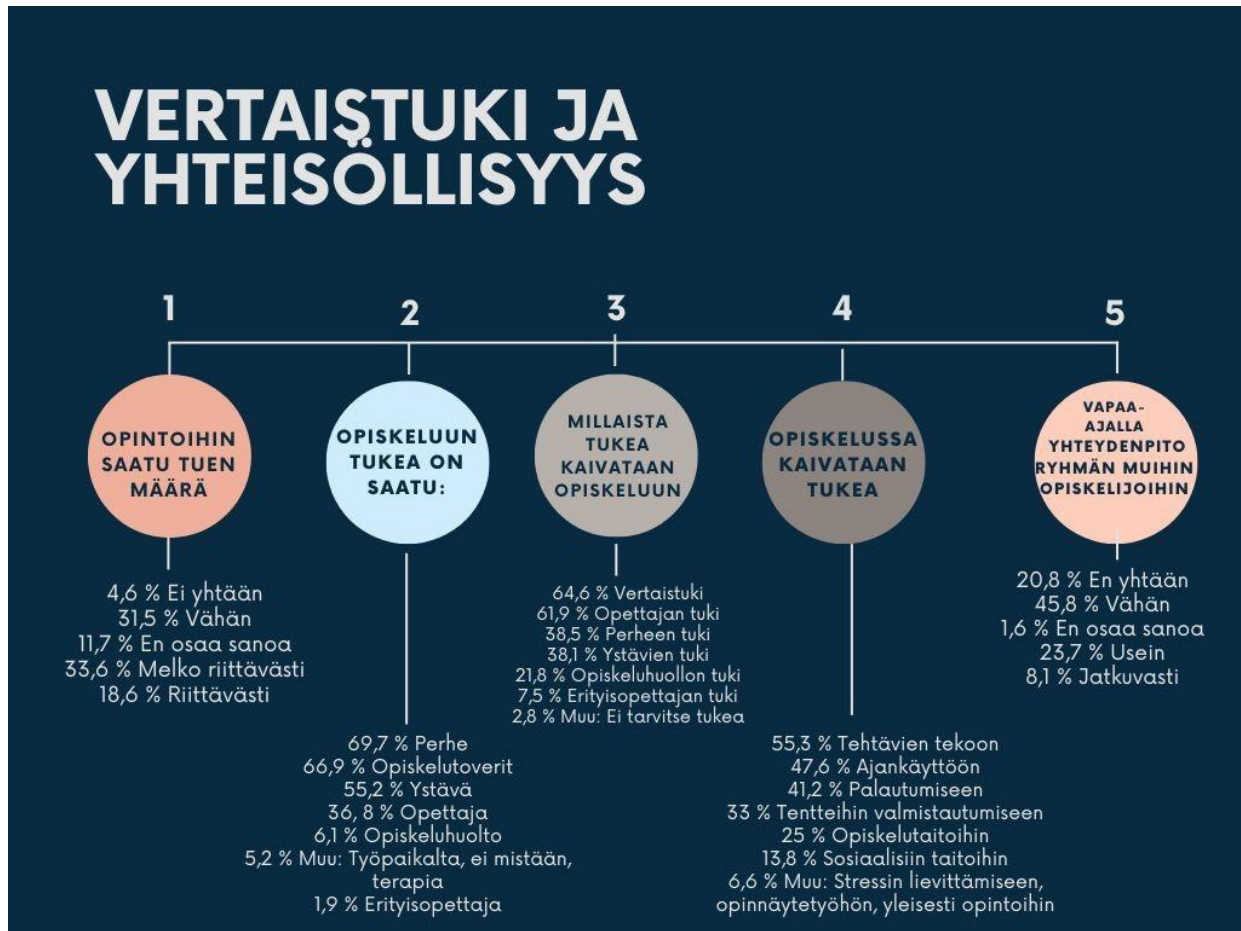 VERTAISTUKI JA
YHTEISÖLLISYYS
1
OPINTOIHIN
SAATU TUEN
MÄÄRÄ
4,6 % Ei yhtään
31,5 % Vähän
11,7 % En osaa sanoa
33,6 % Melko riittävästi
18,6 % Riittävästi
2
OPISKELUUN
TUKEA ON
SAATU:
69,7 % Perhe
66,9 % Opiskelutoverit
55,2 % Ystävä
36, 8 % Opettaja
6,1 % Opiskeluhuolto
5,2 % Muu: Työpaikalta, ei mistään,
terapia
1,9 % Erityisopettaja
3
MILLAISTA
TUKEA
KAIVATAAN
OPISKELUUN
64,6 % Vertaistuki
61,9 % Opettajan tuki
38,5 % Perheen tuki
38,1 % Ystävien tuki
21,8 % Opiskeluhuollon tuki
7,5 % Erityisopettajan tuki
2,8 % Muu: Ei tarvitse tukea
4
OPISKELUSSA
KAIVATAAN
TUKEA
55,3 % Tehtävien tekoon
47,6 % Ajankäyttöön
41,2 % Palautumiseen
33 % Tentteihin valmistautumiseen
25 % Opiskelutaitoihin
13,8 % Sosiaalisiin taitoihin
6,6 % Muu: Stressin lievittämiseen,
opinnäytetyöhön, yleisesti opintoihin
5
VAPAA-
AJALLA
YHTEYDENPITO
RYHMÄN MUIHIN
OPISKELIJOIHIN
20,8 % En yhtään
45,8 % Vähän
1,6 % En osaa sanoa
23,7 % Usein
8,1 % Jatkuvasti